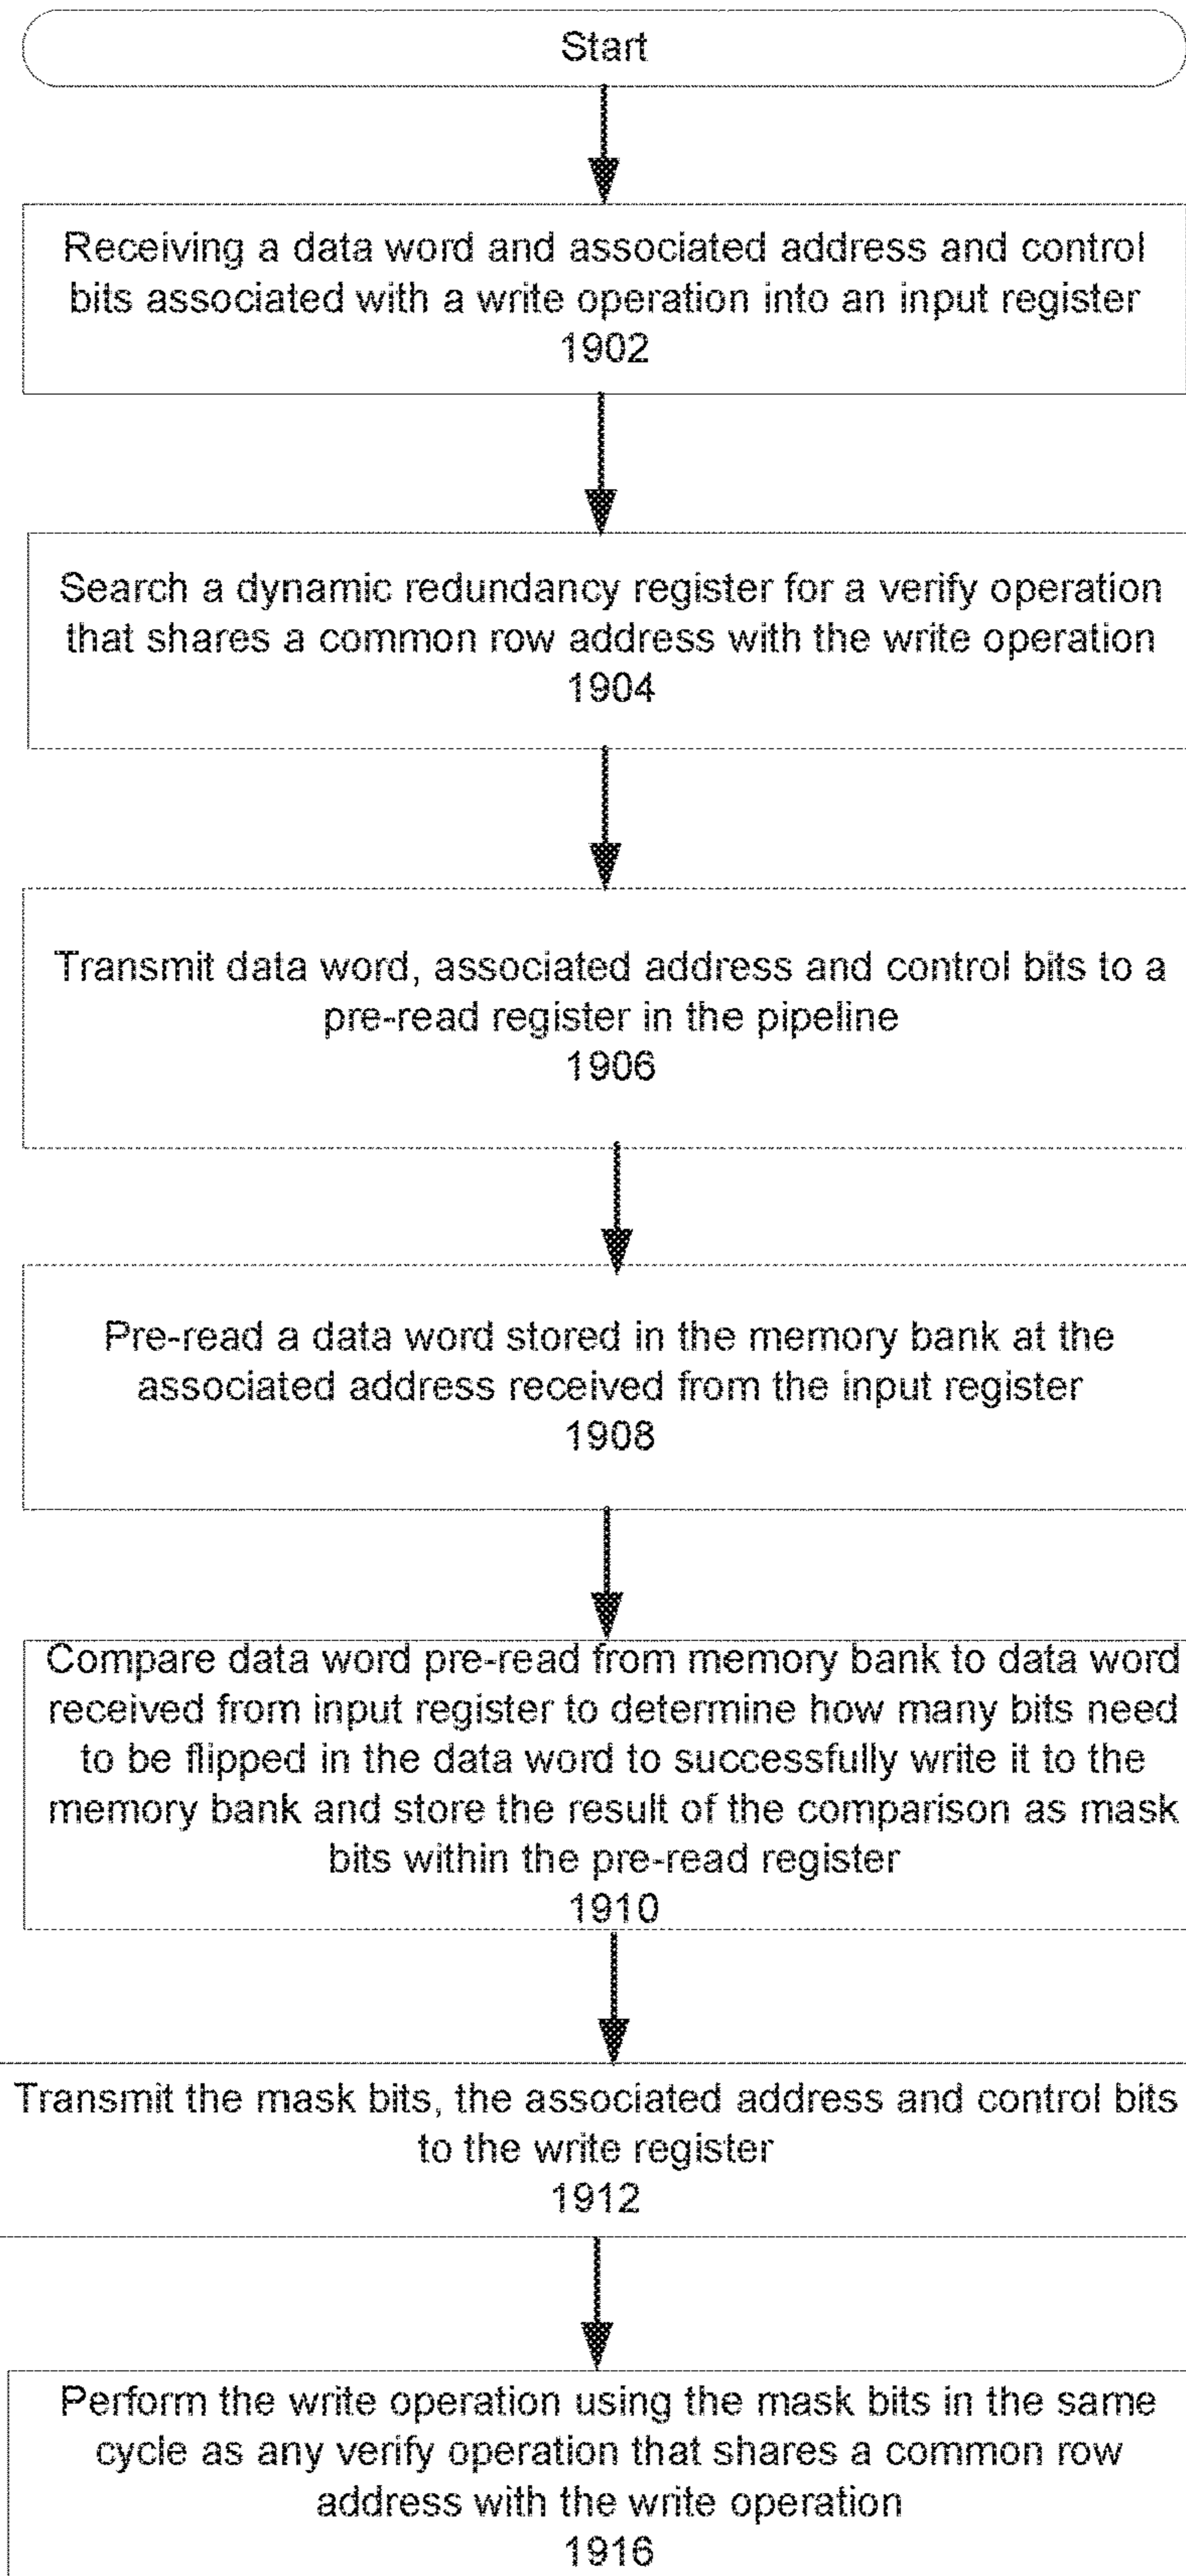 Start
Receiving a data word and associated address and control
bits associated with a write operation into an input register
1902
Search a dynamic redundancy register for a verify operation
that shares a common row address with the write operation
1904
Transmit data word, associated address and control bits to a
pre-read register in the pipeline
1906
Pre-read a data word stored in the memory bank at the
associated address received from the input register
1908
Compare data word pre-read from memory bank to data word
received from input register to determine how many bits need
to be flipped in the data word to successfully write it to the
memory bank and store the result of the comparison as mask
bits within the pre-read register
1910
Transmit the mask bits, the associated address and control bits
to the write register
1912
Perform the write operation using the mask bits in the same
cycle as any verify operation that shares a common row
address with the write operation
1916